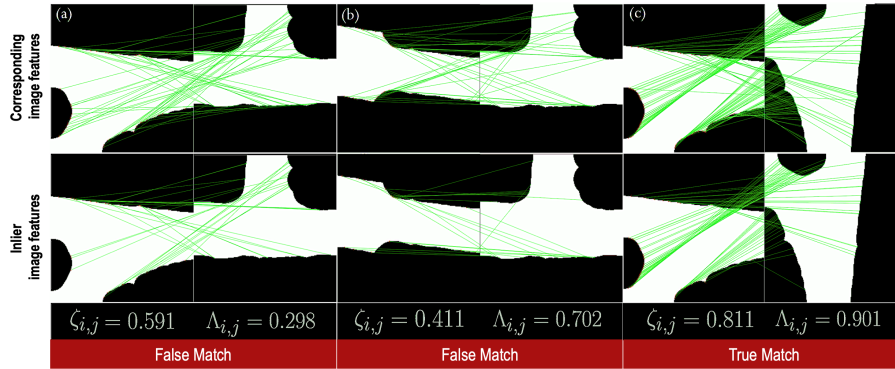 (a)
(b)
(c)
Corresponding
image features
Inlier
image features
ζi,j = 0.591 Λi,j = 0.298
ζi,j = 0.411 Λi,j = 0.702
ζi,j = 0.811 Λi,j = 0.901
False Match
False Match
True Match